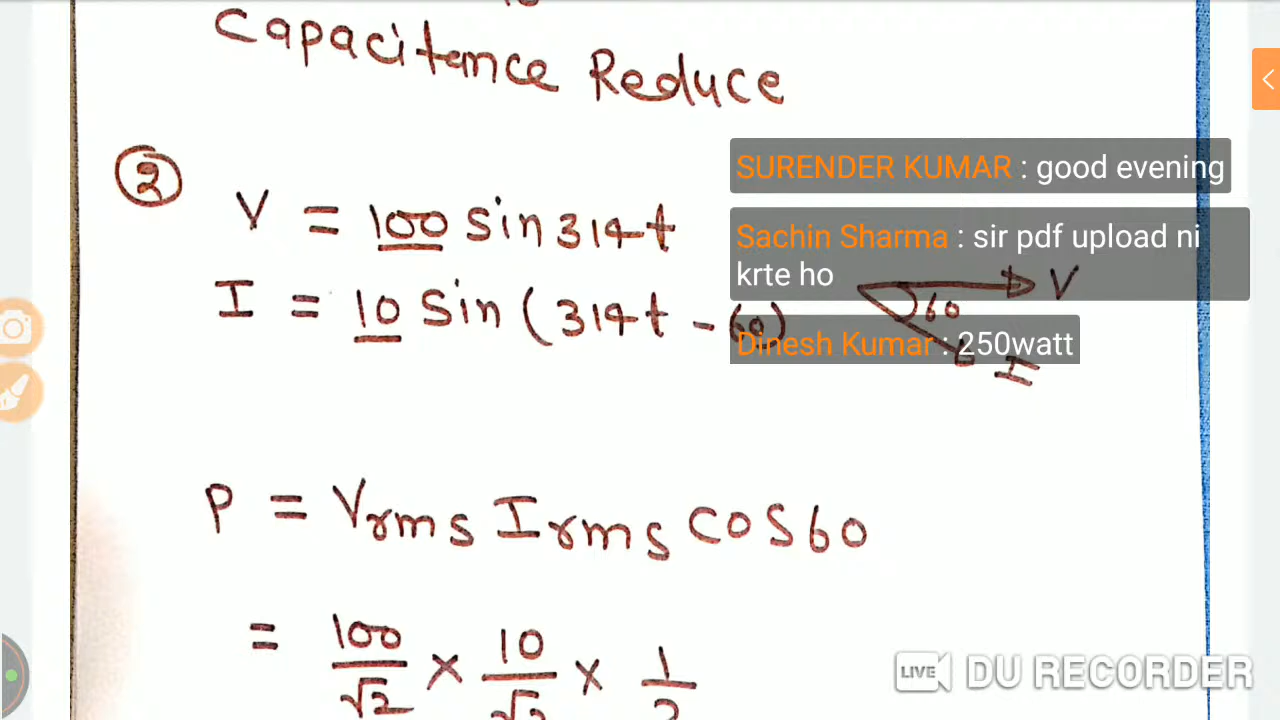 Capacitance Reduce
②
V = 100 sin 314t
I = 10 sin (314t - 60)
V
60
I
SURENDER KUMAR : good evening
Sachin Sharma : sir pdf upload ni
krte ho
Dinesh Kumar : 250watt
P = Vrms Irms cos 60
= 100/√2 × 10/√2 × 1/2
LIVE DU RECORDER